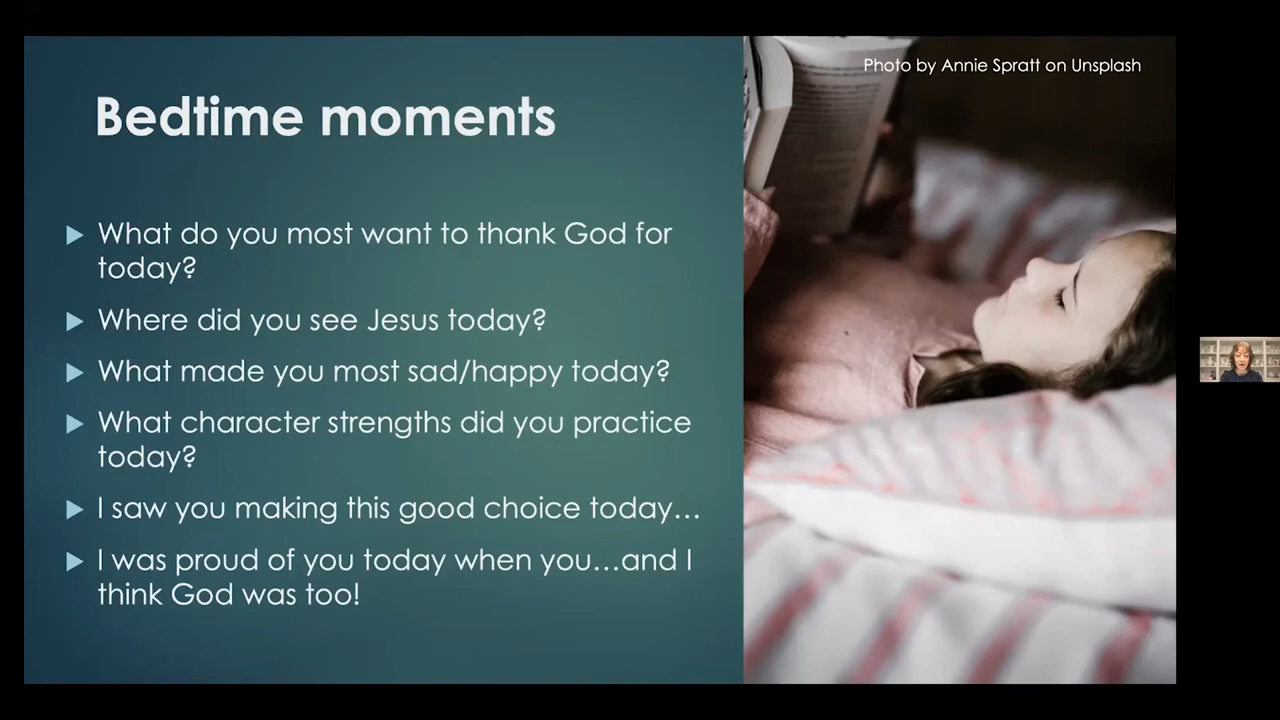 Photo by Annie Spratt on Unsplash
Bedtime moments
What do you most want to thank God for
today?
Where did you see Jesus today?
What made you most sad/happy today?
What character strengths did you practice
today?
I saw you making this good choice today…
I was proud of you today when you…and I
think God was too!